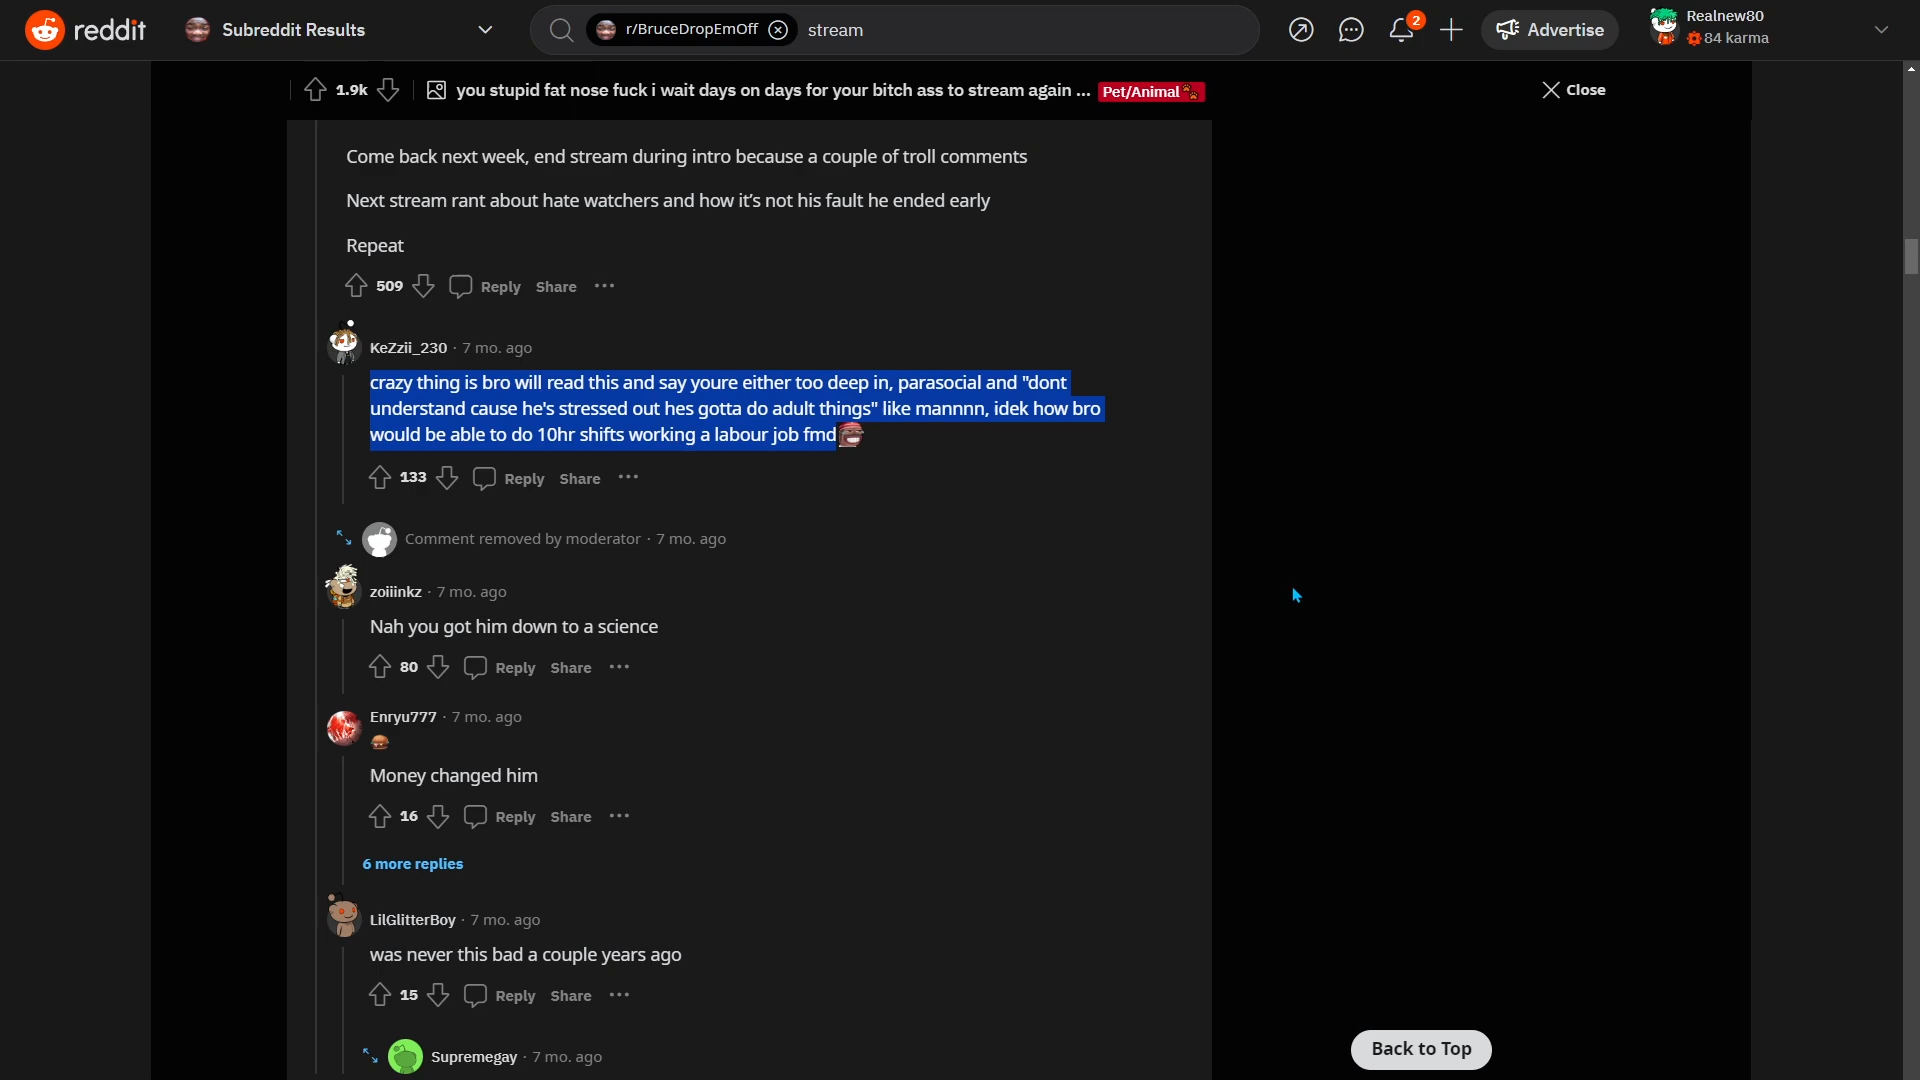 reddit
Subreddit Results
r/BruceDropEmOff
stream
2
Advertise
Realnew80
84 karma
1.9k
you stupid fat nose fuck i wait days on days for your bitch ass to stream again ...
Pet/Animal
Close
Come back next week, end stream during intro because a couple of troll comments
Next stream rant about hate watchers and how it’s not his fault he ended early
Repeat
509 Reply Share ···
KeZzii_230 · 7 mo. ago
crazy thing is bro will read this and say youre either too deep in, parasocial and "dont
understand cause he's stressed out hes gotta do adult things" like mannnn, idek how bro
would be able to do 10hr shifts working a labour job fmd
133 Reply Share ···
Comment removed by moderator · 7 mo. ago
zoiiinkz · 7 mo. ago
Nah you got him down to a science
80 Reply Share ···
Enryu777 · 7 mo. ago
🍔
Money changed him
16 Reply Share ···
6 more replies
LilGlitterBoy · 7 mo. ago
was never this bad a couple years ago
15 Reply Share ···
Supremegay · 7 mo. ago
Back to Top